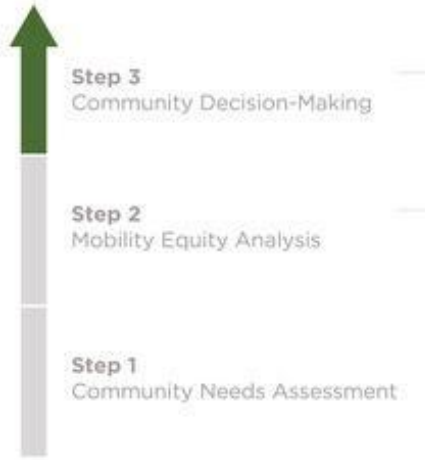 Step 3
Community Decision-Making
Step 2
Mobility Equity Analysis
Step 1
Community Needs Assessment